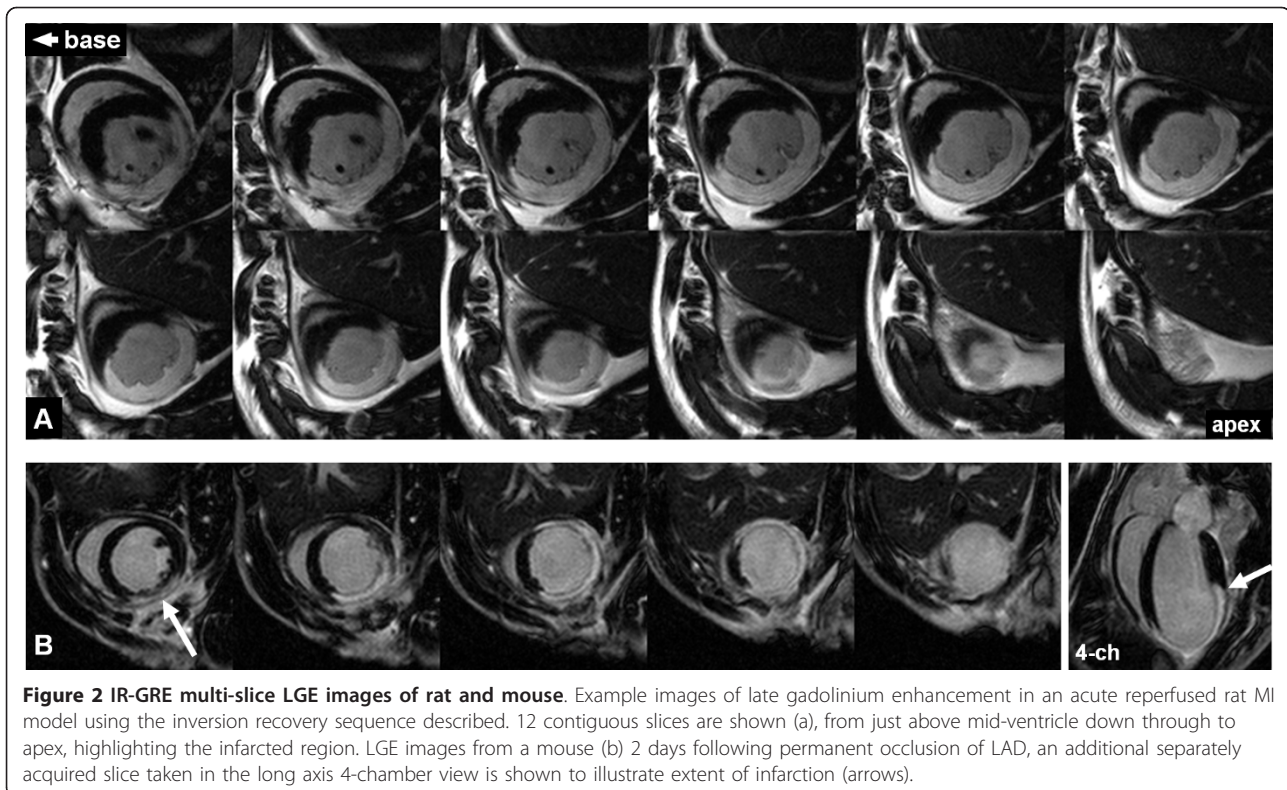 ← base
A
apex
B
4-ch
Figure 2 IR-GRE multi-slice LGE images of rat and mouse. Example images of late gadolinium enhancement in an acute reperfused rat MI
model using the inversion recovery sequence described. 12 contiguous slices are shown (a), from just above mid-ventricle down through to
apex, highlighting the infarcted region. LGE images from a mouse (b) 2 days following permanent occlusion of LAD, an additional separately
acquired slice taken in the long axis 4-chamber view is shown to illustrate extent of infarction (arrows).